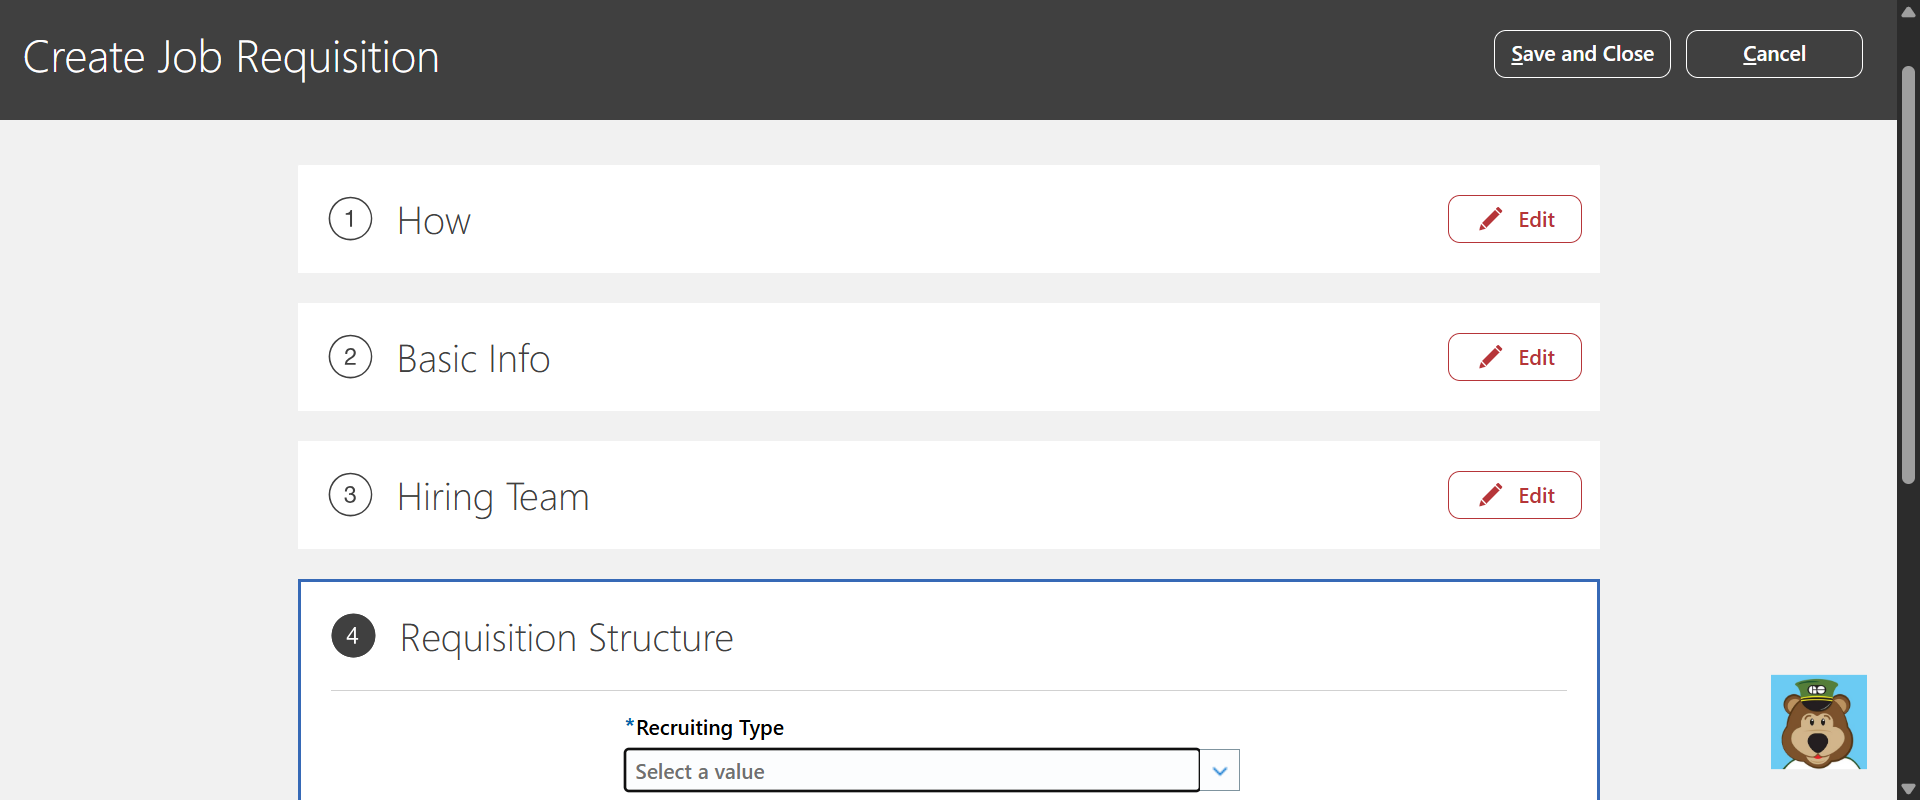 Create Job Requisition
Save and Close
Cancel
1 How
Edit
2 Basic Info
Edit
3 Hiring Team
Edit
4 Requisition Structure
*Recruiting Type
Select a value
GO